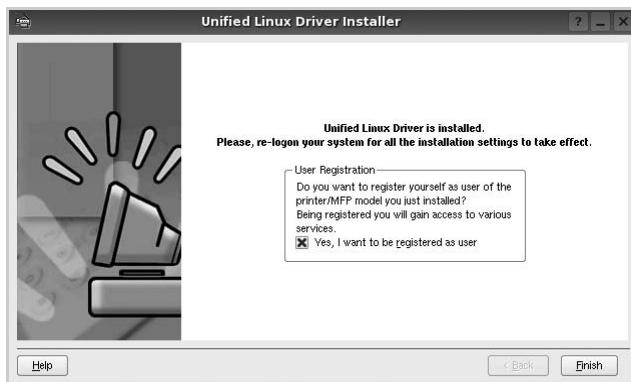 Unified Linux Driver Installer
Unified Linux Driver is installed.
Please, re-logon your system for all the installation settings to take effect.
User Registration
Do you want to register yourself as user of the
printer/MFP model you just installed?
Being registered you will gain access to various
services.
Yes, I want to be registered as user
Help
< Back
Finish